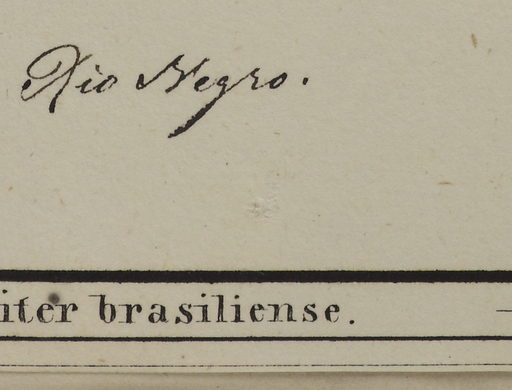 Rio Negro.
iter brasiliense.